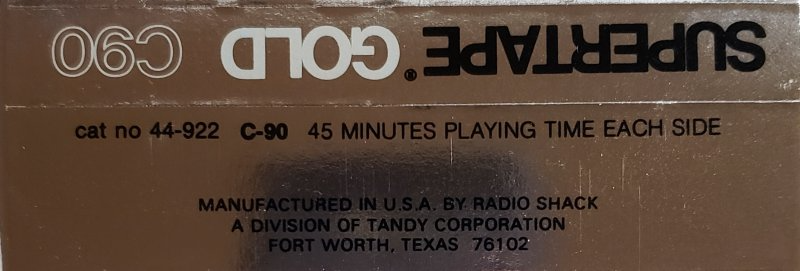 SUPERTAPE® GOLD C90
cat no 44-922 C-90 45 MINUTES PLAYING TIME EACH SIDE
MANUFACTURED IN U.S.A. BY RADIO SHACK
A DIVISION OF TANDY CORPORATION
FORT WORTH, TEXAS 76102